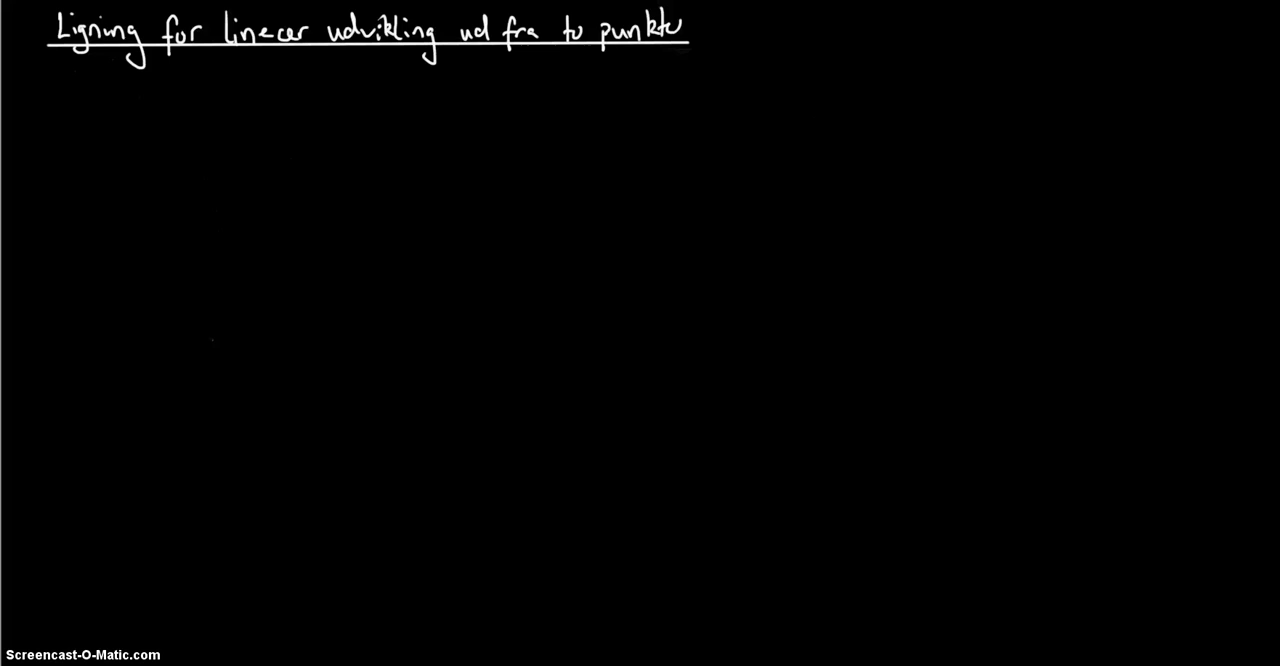 Ligning for lineær udvikling ud fra to punkter
Screencast-O-Matic.com